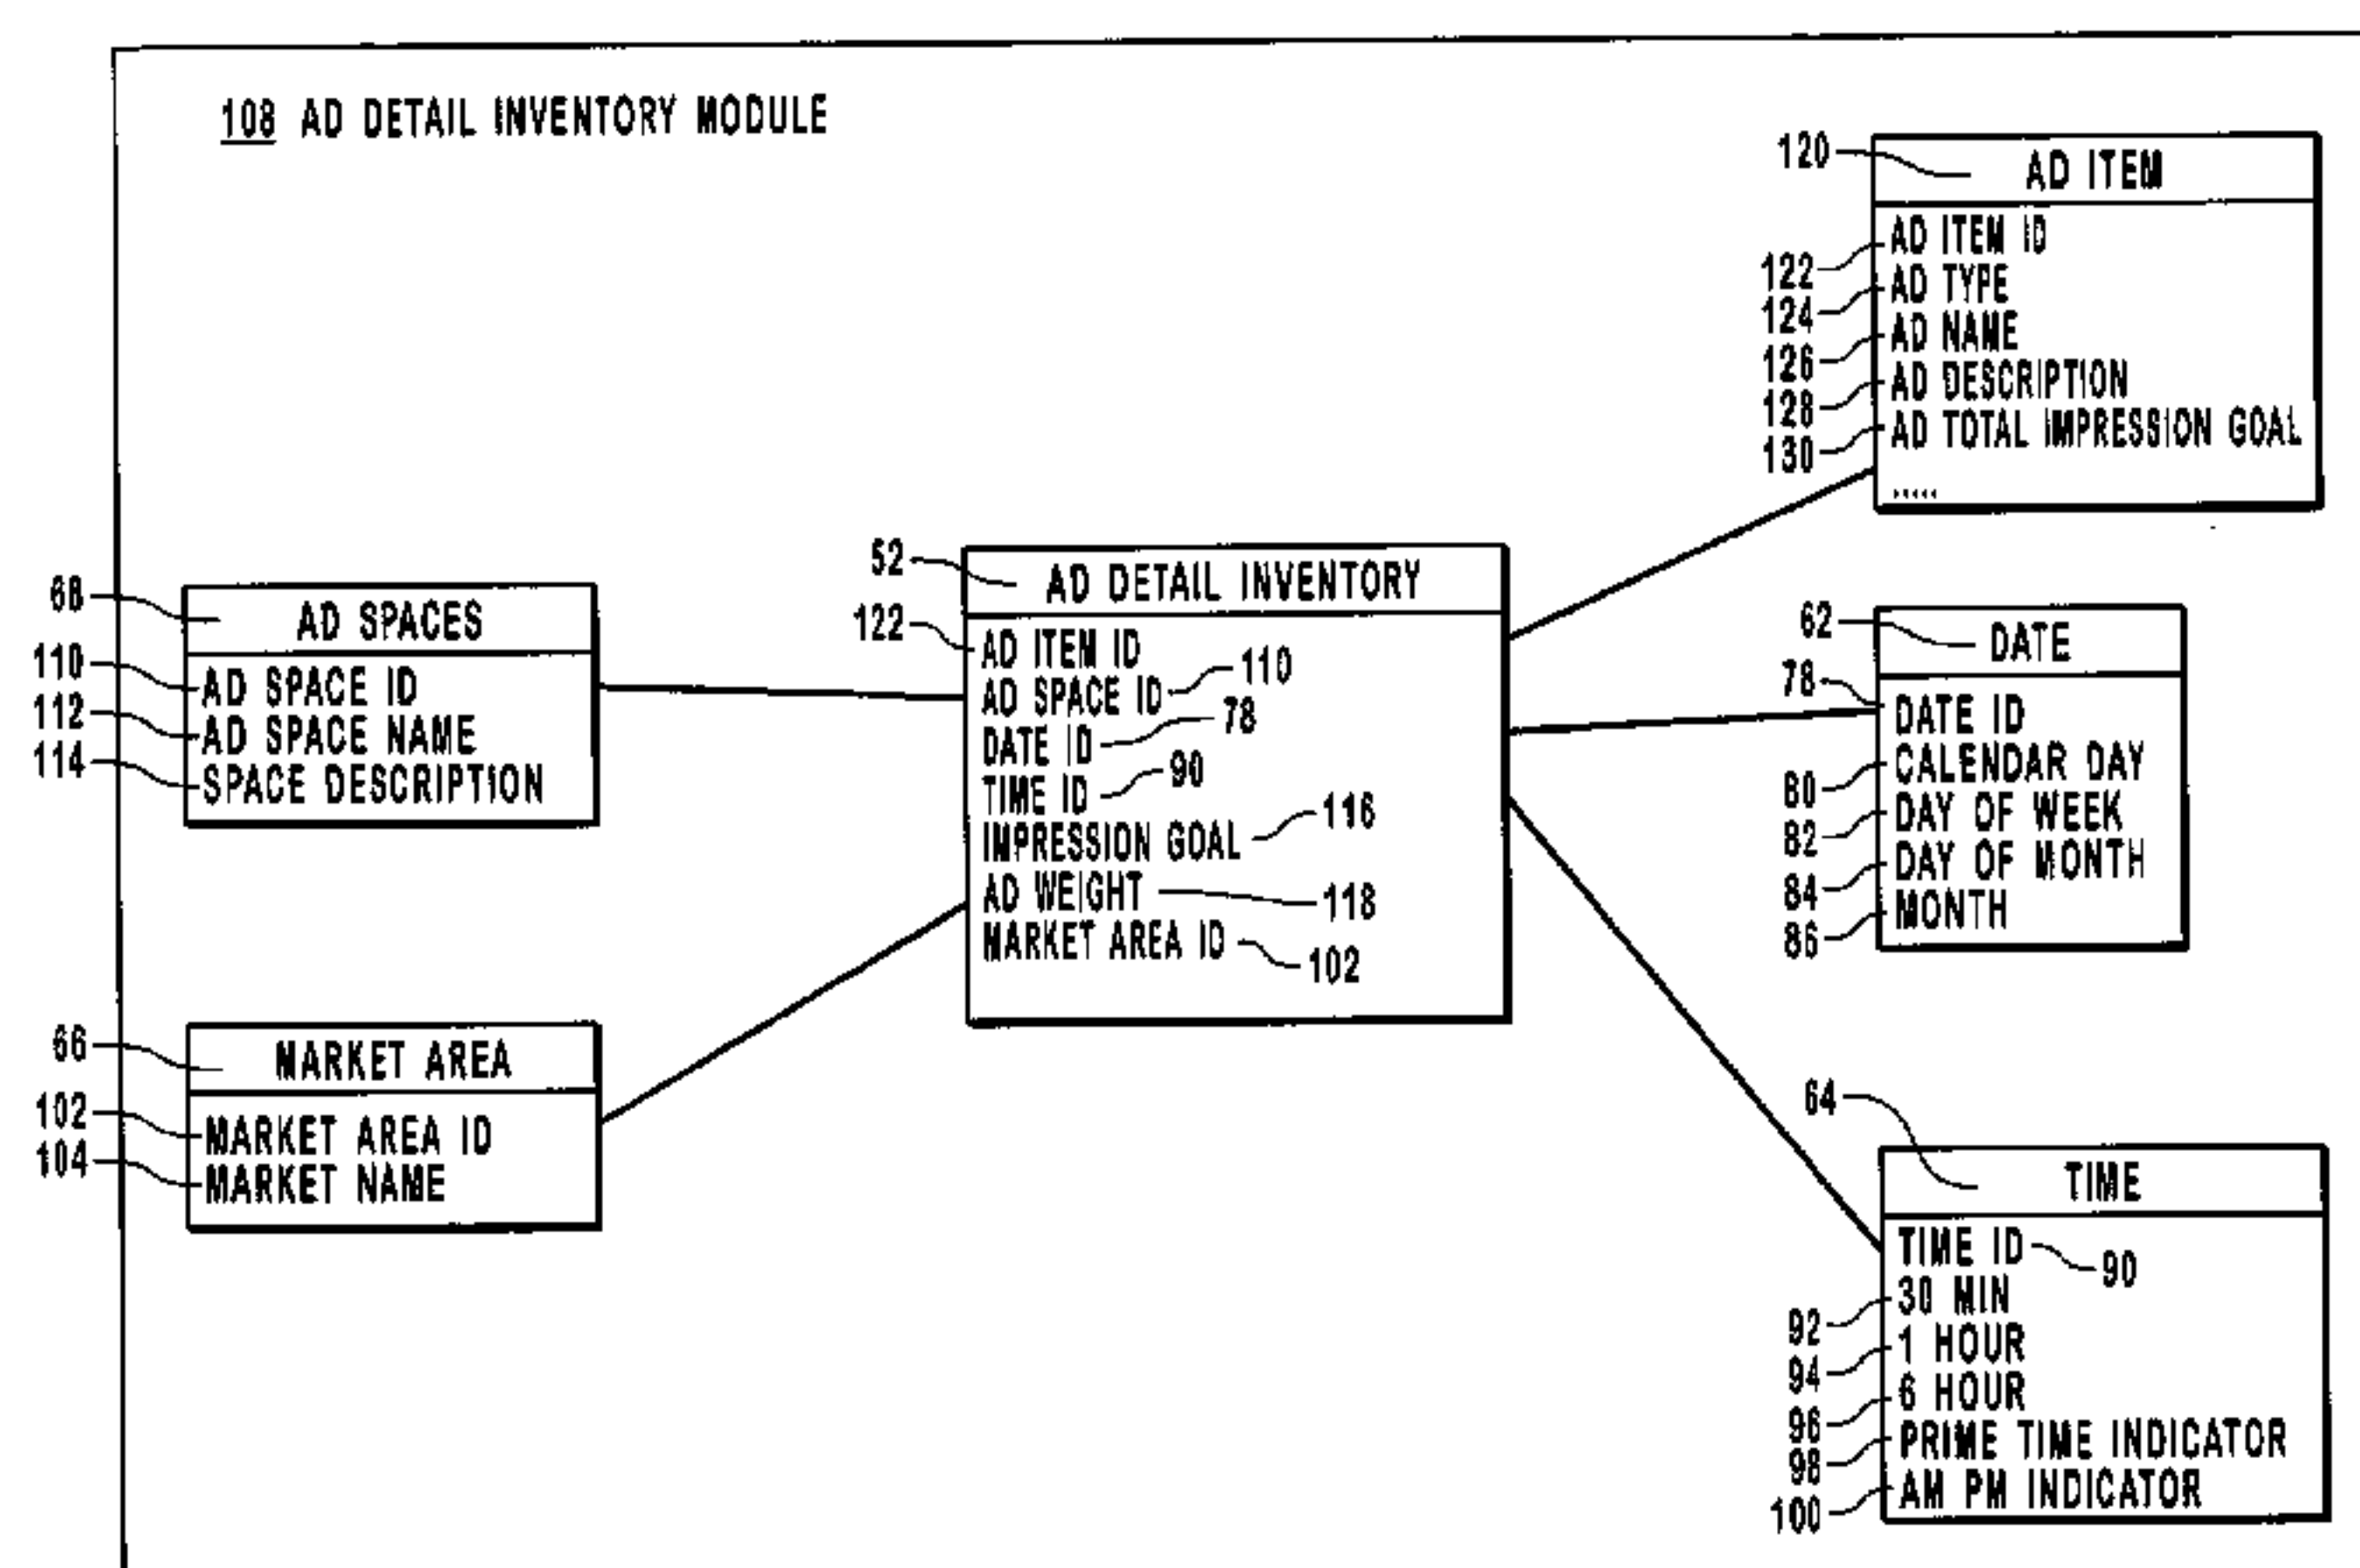 108 AD DETAIL INVENTORY MODULE
120
AD ITEM
122 AD ITEM ID
124 AD TYPE
126 AD NAME
128 AD DESCRIPTION
130 AD TOTAL IMPRESSION GOAL
.....
68
AD SPACES
110 AD SPACE ID
112 AD SPACE NAME
114 SPACE DESCRIPTION
52
AD DETAIL INVENTORY
122 AD ITEM ID
AD SPACE ID 110
DATE ID 78
TIME ID 90
IMPRESSION GOAL 116
AD WEIGHT 118
MARKET AREA ID 102
62
DATE
78 DATE ID
80 CALENDAR DAY
82 DAY OF WEEK
84 DAY OF MONTH
86 MONTH
66
MARKET AREA
102 MARKET AREA ID
104 MARKET NAME
64
TIME
TIME ID 90
92 30 MIN
94 1 HOUR
96 6 HOUR
98 PRIME TIME INDICATOR
100 AM PM INDICATOR